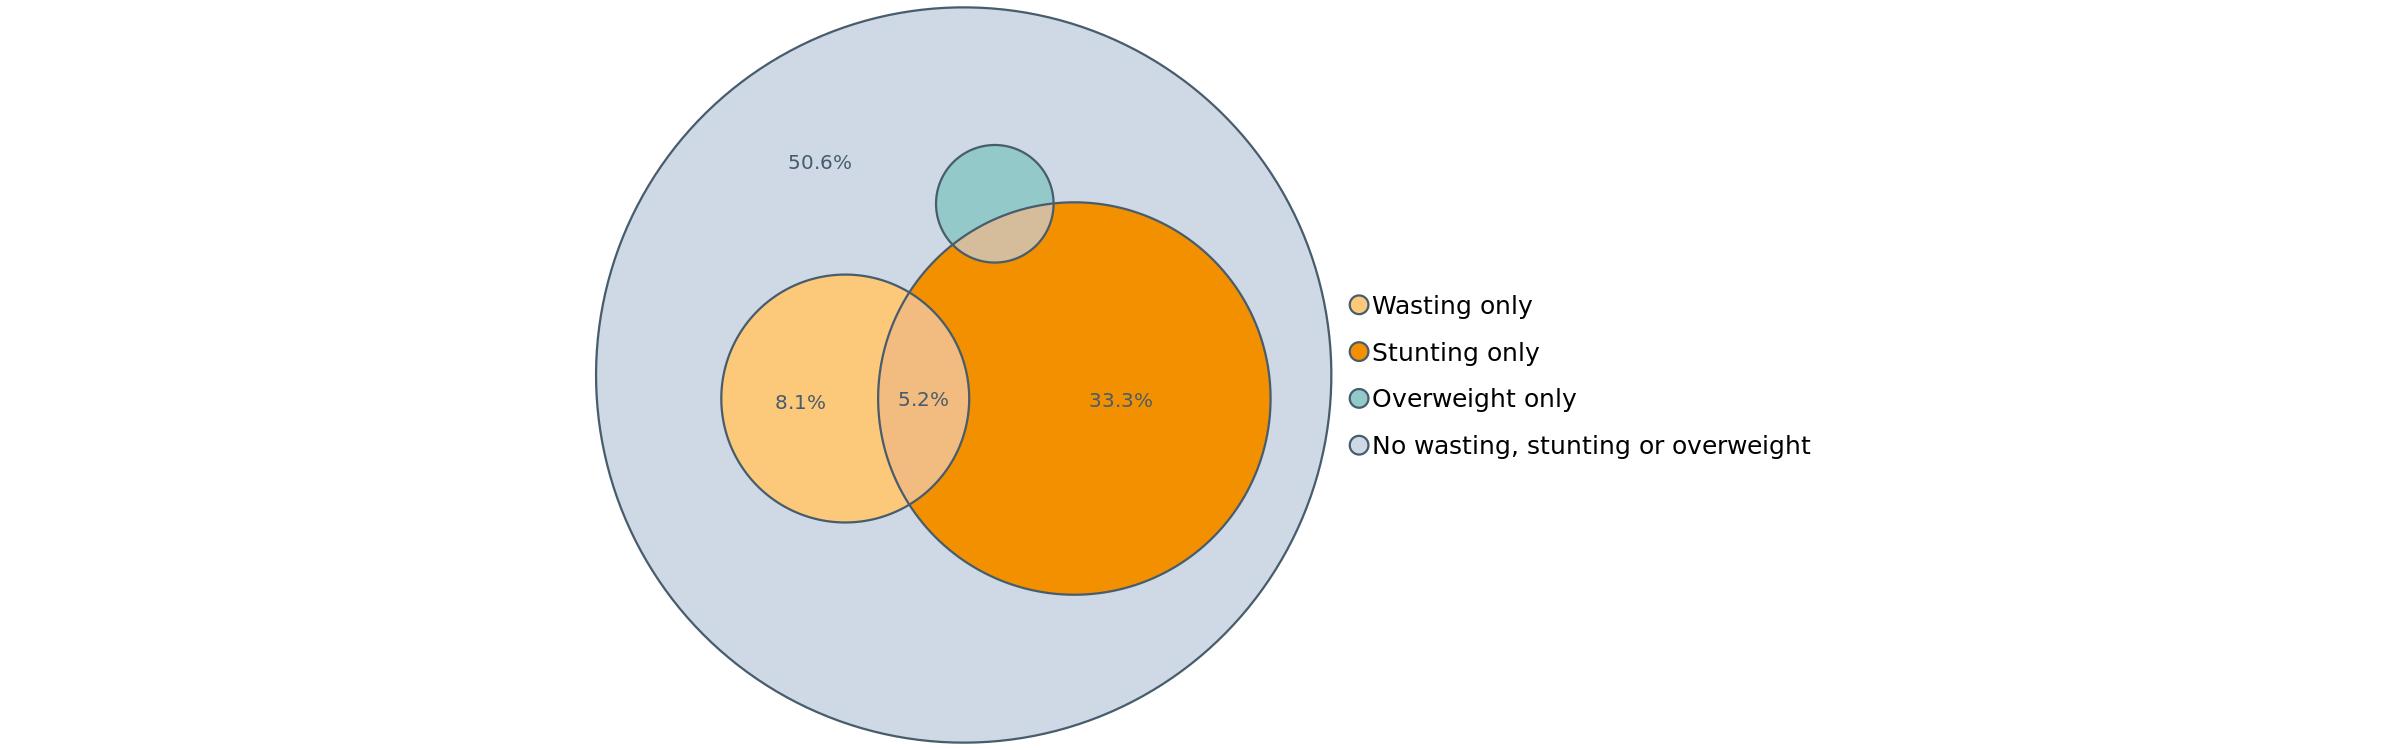 50.6%
8.1%
5.2%
33.3%
Wasting only
Stunting only
Overweight only
No wasting, stunting or overweight